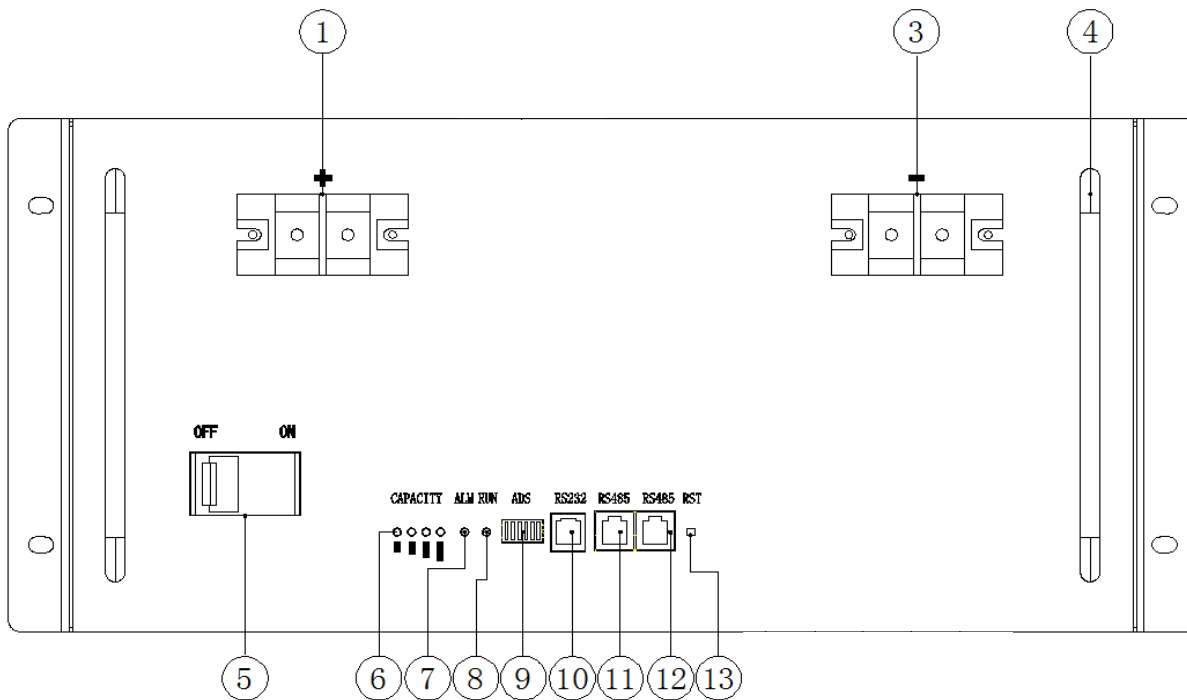 1 3 4
+ -
OFF ON
CAPACITY ALM RUN ADS RS232 RS485 RS485 RST
5 6 7 8 9 10 11 12 13